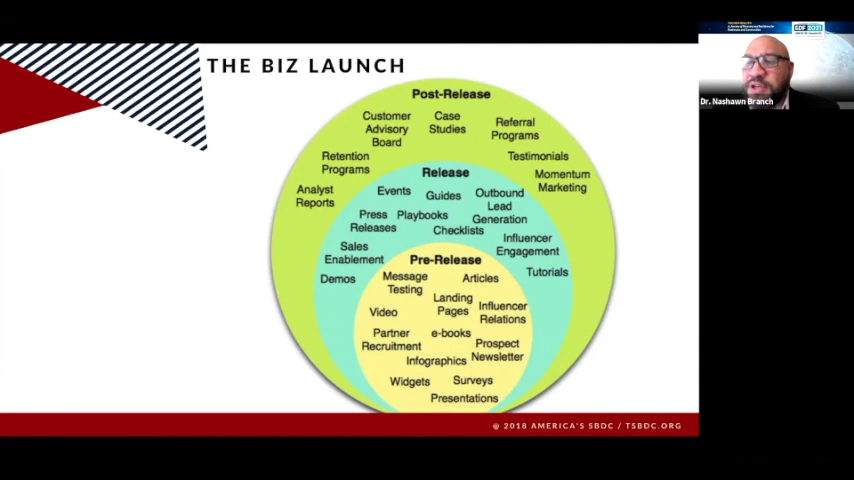 THE BIZ LAUNCH
Post-Release
Customer
Advisory
Board
Case
Studies
Referral
Programs
Retention
Programs
Testimonials
Analyst
Reports
Momentum
Marketing
Release
Events
Guides
Outbound
Lead
Generation
Press
Releases
Playbooks
Checklists
Sales
Enablement
Influencer
Engagement
Demos
Tutorials
Pre-Release
Message
Testing
Articles
Video
Landing
Pages
Influencer
Relations
Partner
Recruitment
e-books
Prospect
Newsletter
Infographics
Widgets
Surveys
Presentations
@ 2018 AMERICA'S SBDC / TSBDC.ORG
EDF 2021
Dr. Nashawn Branch